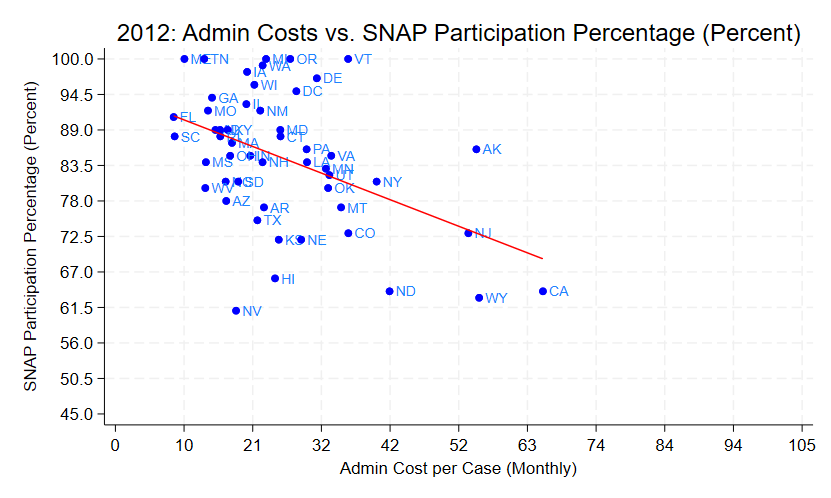 2012: Admin Costs vs. SNAP Participation Percentage (Percent)
SNAP Participation Percentage (Percent)
100.0
94.5
89.0
83.5
78.0
72.5
67.0
61.5
56.0
50.5
45.0
ME TN MI OR VT
WA
IA DE
WI
DC
GA
IL
MO NM
FL
KY MD
SC CT
MA
PA AK
OH IN VA
MS NH LA
MN
UT
SD NY
WV OK
AZ
AR MT
TX
CO NJ
KS NE
HI
ND CA
WY
NV
0 10 21 32 42 52 63 74 84 94 105
Admin Cost per Case (Monthly)